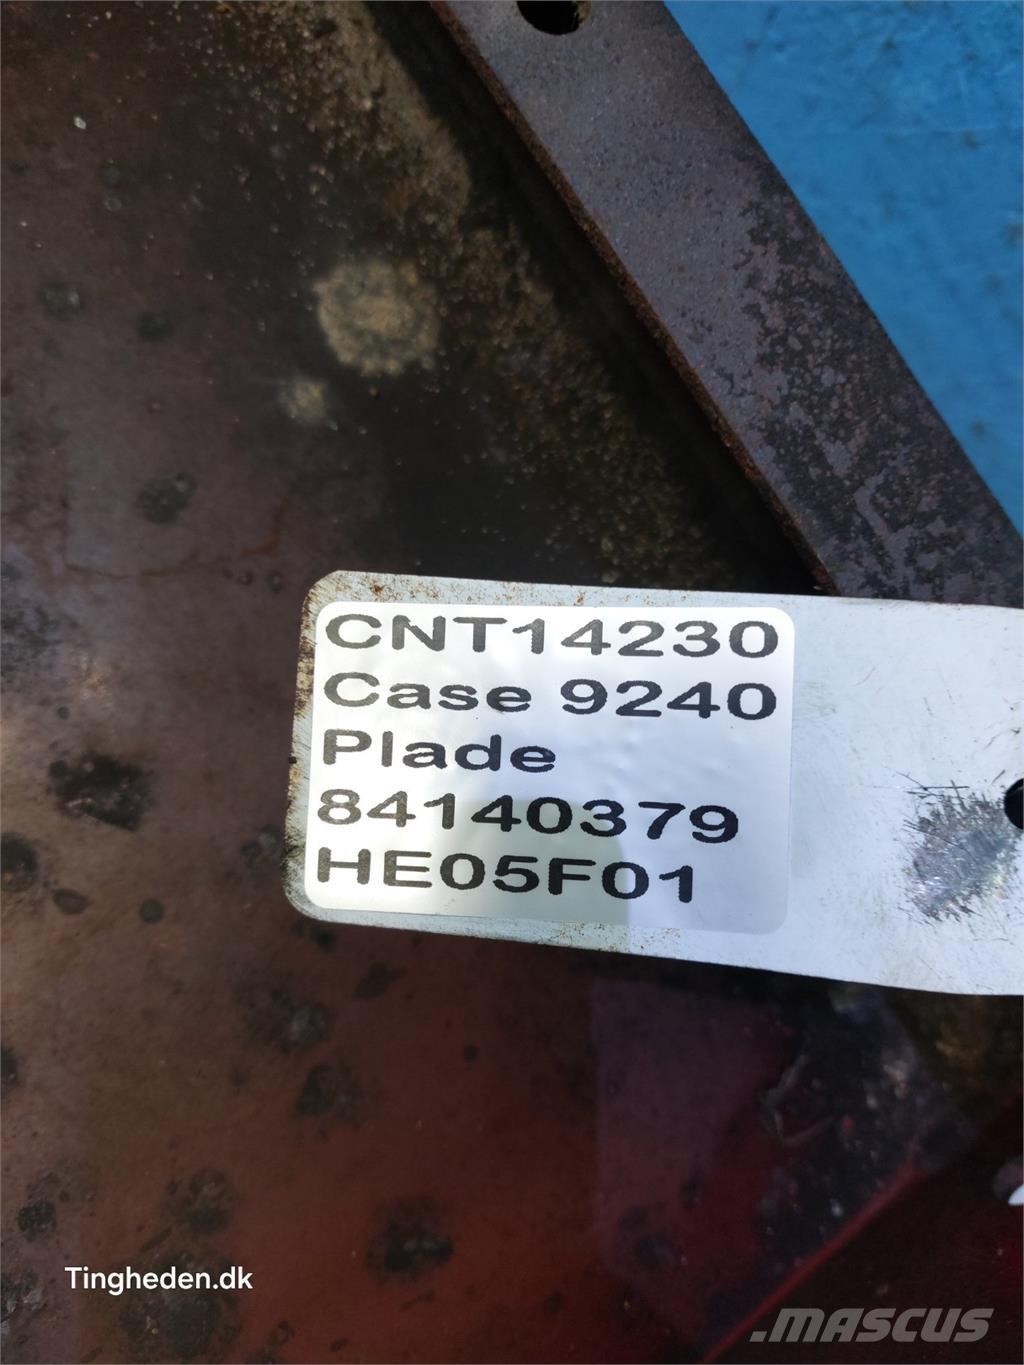 CNT14230
Case 9240
Plade
84140379
HE05F01
Tingheden.dk
.MASCUS